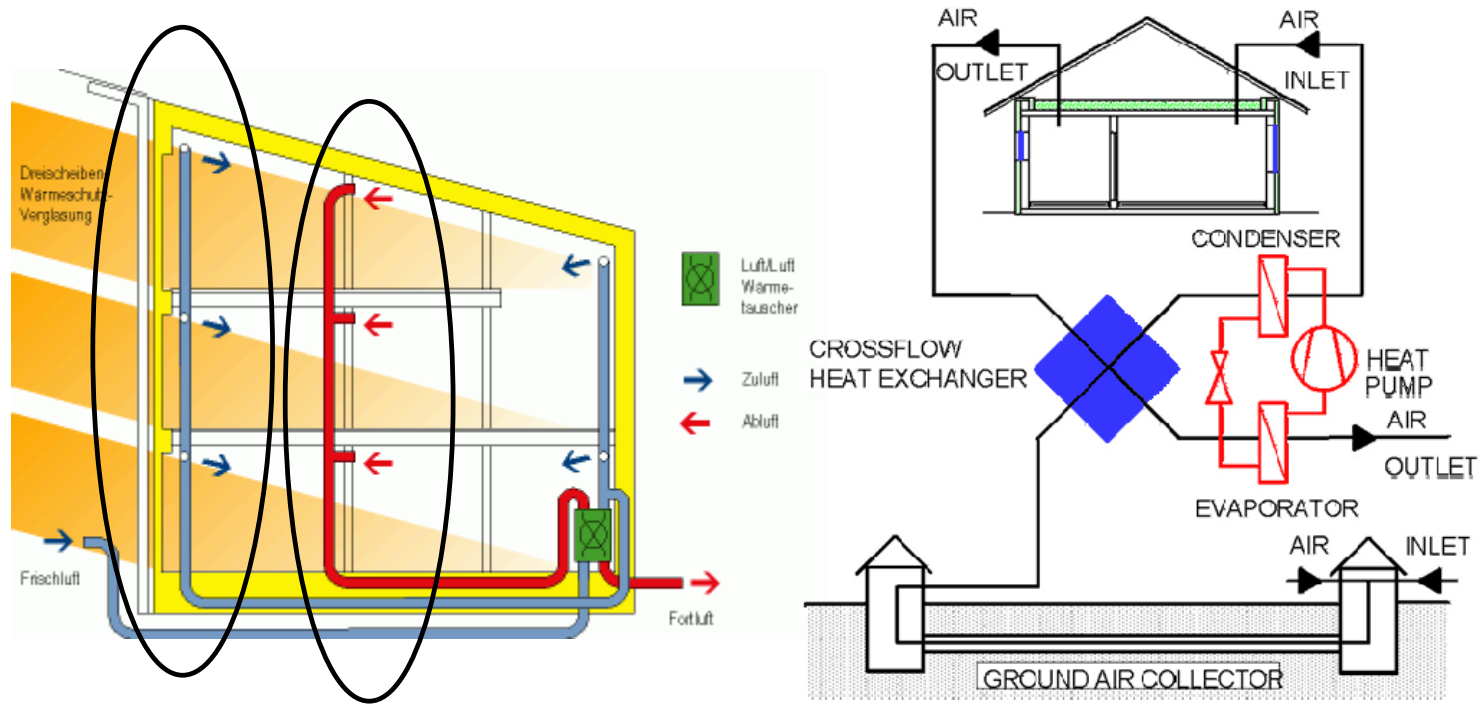 Dreischeiben
Wärmeschutz-
Verglasung
Luft/Luft
Wärme-
tauscher
Zuluft
Abluft
Frischluft
Fortluft
AIR
OUTLET
AIR
INLET
CONDENSER
CROSSFLOW
HEAT EXCHANGER
HEAT
PUMP
AIR
OUTLET
EVAPORATOR
AIR INLET
GROUND AIR COLLECTOR